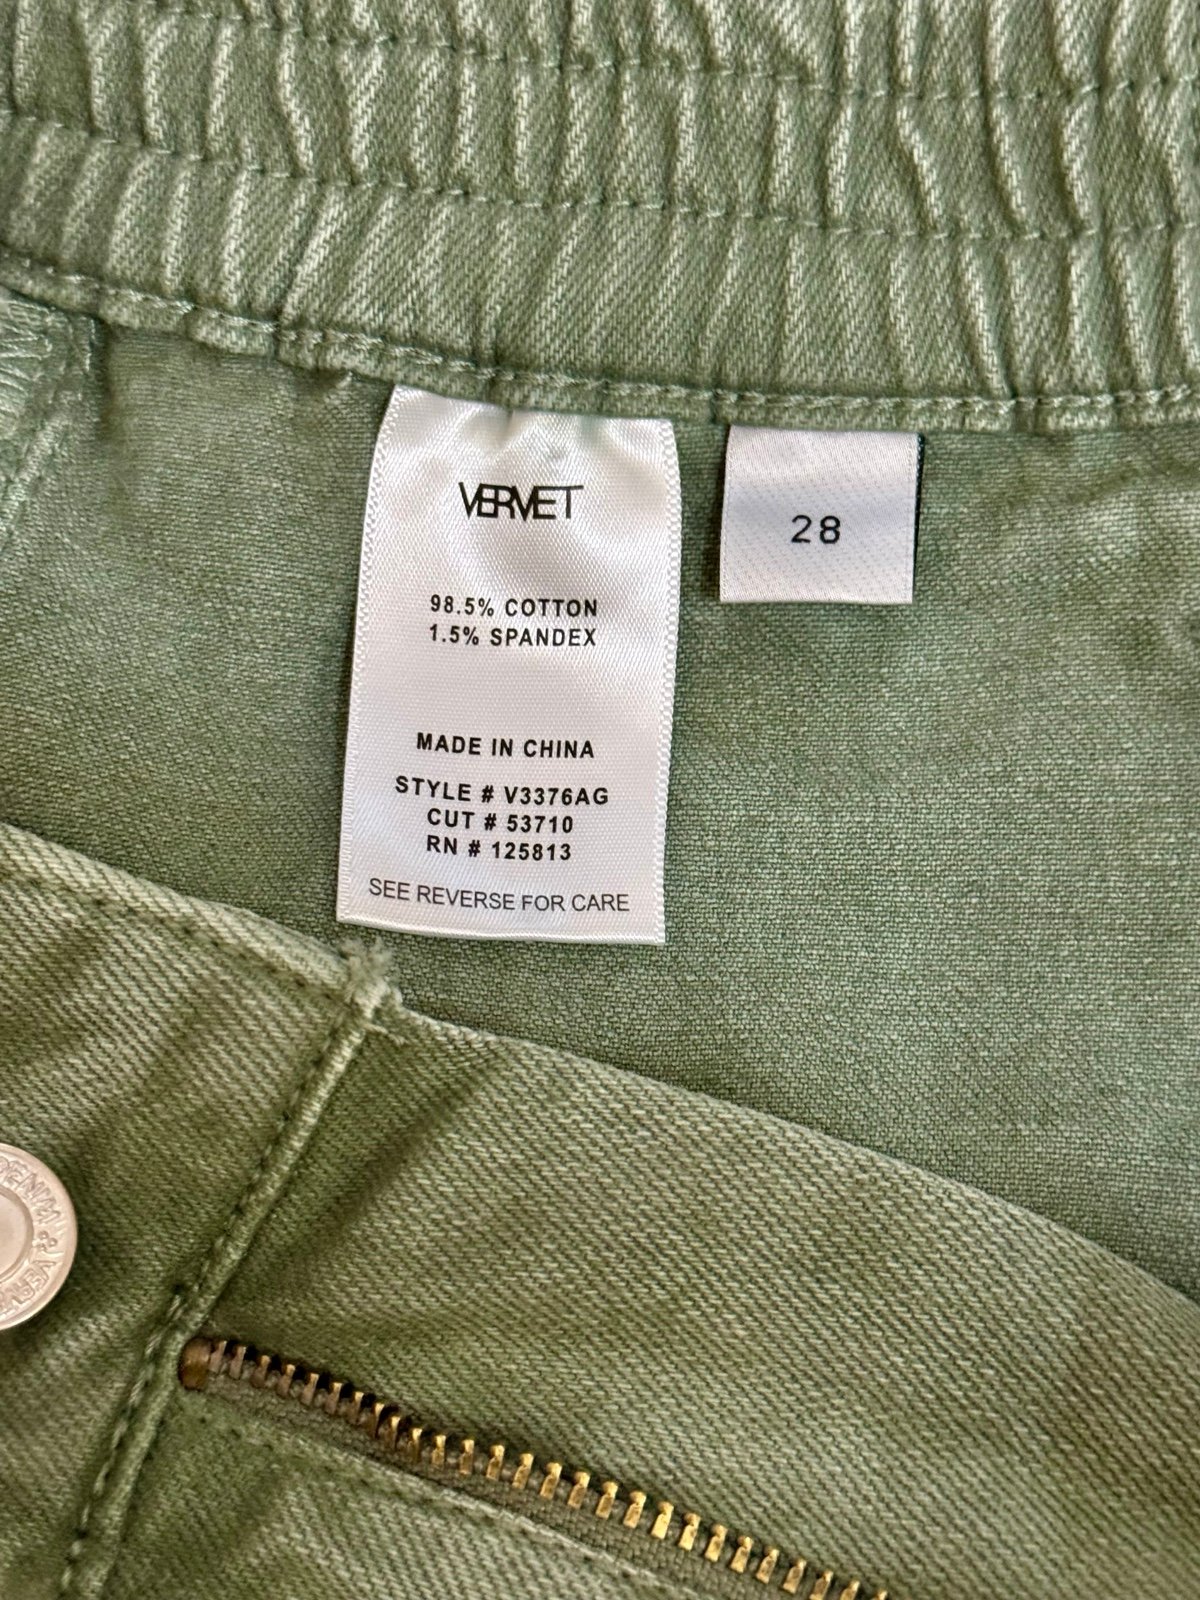 VERVET
98.5% COTTON
1.5% SPANDEX
MADE IN CHINA
STYLE # V3376AG
CUT # 53710
RN # 125813
SEE REVERSE FOR CARE
28